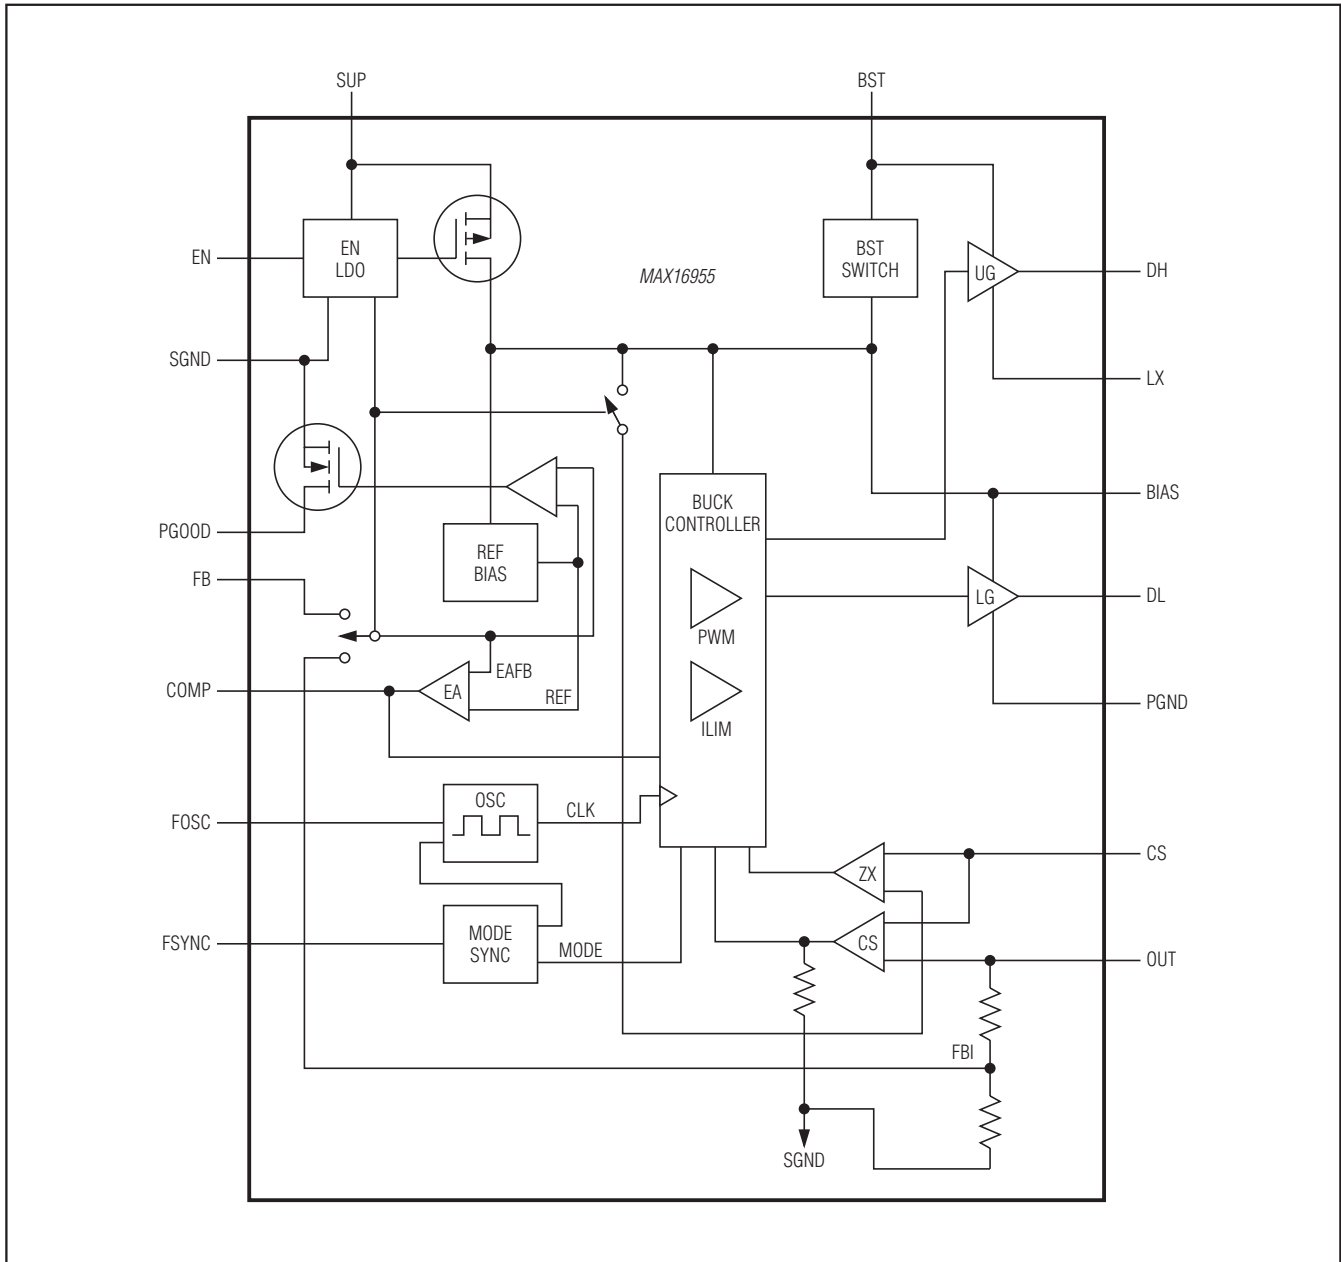 SUP
BST
EN
EN
LDO
MAX16955
BST
SWITCH
UG
DH
SGND
LX
BUCK
CONTROLLER
BIAS
PGOOD
REF
BIAS
FB
PWM
LG
DL
EAFB
COMP
EA
REF
ILIM
PGND
OSC
FOSC
CLK
ZX
CS
FSYNC
MODE
SYNC
MODE
CS
OUT
FBI
SGND